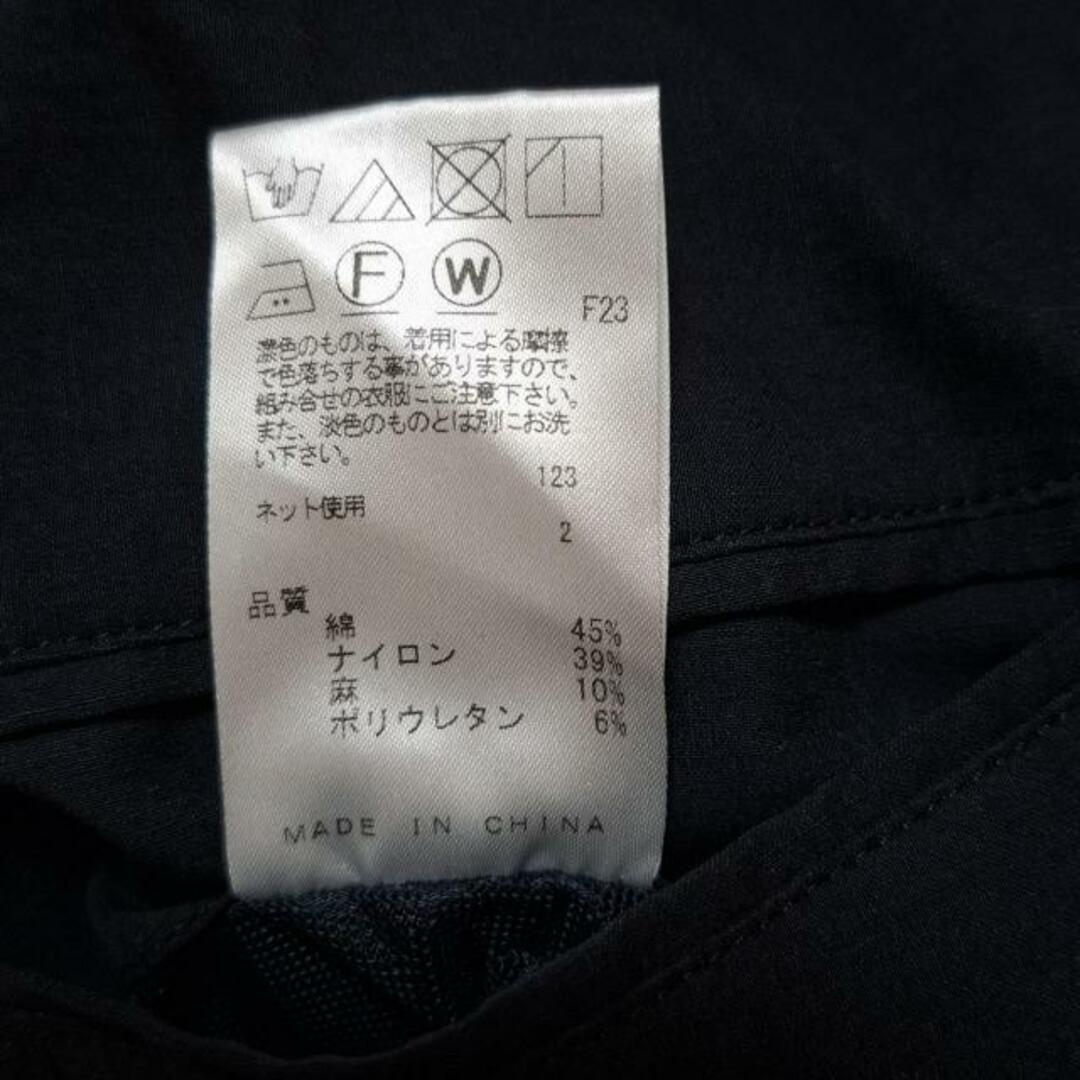 F W
F23
濃色のものは、着用による摩擦
で色落ちする事がありますので、
組み合せの衣服にご注意下さい。
また、淡色のものとは別にお洗
い下さい。
123
ネット使用
2
品質
綿 45%
ナイロン 39%
麻 10%
ポリウレタン 6%
MADE IN CHINA